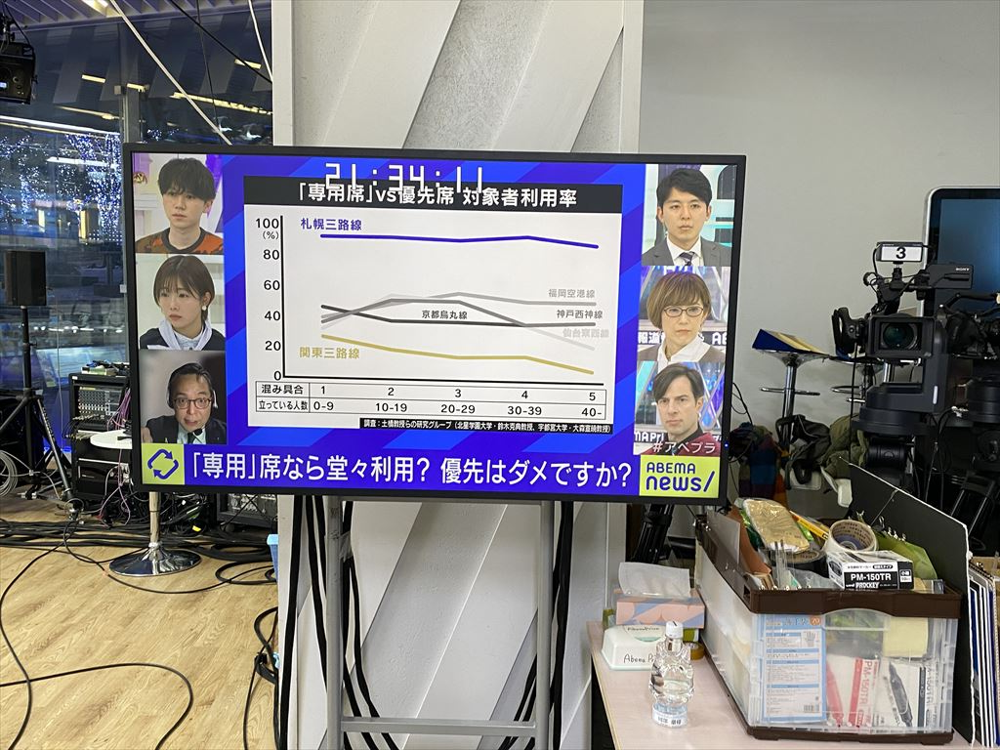 21:34:11
「専用席」vs優先席 対象者利用率
100
(%)
80
60
40
20
0
札幌三路線
福岡空港線
京都烏丸線
神戸西神線
仙台東西線
関東三路線
混み具合 1 2 3 4 5
立っている人数 0-9 10-19 20-29 30-39 40-
調査：土橋教授らの研究グループ（北星学園大学・鈴木克典教授、宇都宮大学・大森宣暁教授）
#アベプラ
「専用」席なら堂々利用？ 優先はダメですか？
ABEMA
news/
3
SONY
PM-150TR
PROCKEY
Abema
PM-150TR